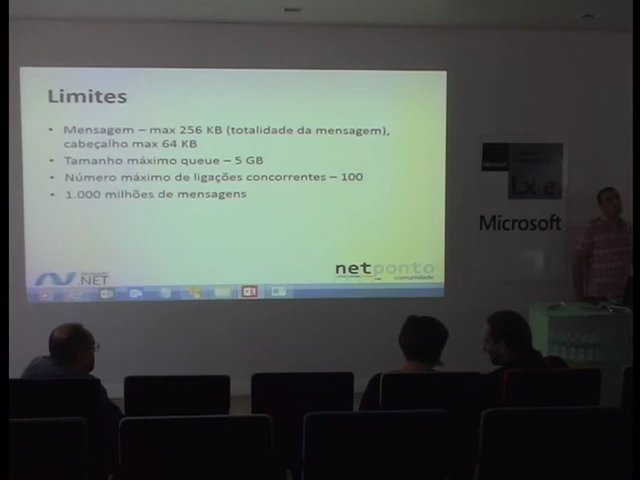 Limites
• Mensagem – max 256 KB (totalidade da mensagem),
cabeçalho max 64 KB
• Tamanho máximo queue – 5 GB
• Número máximo de ligações concorrentes – 100
• 1.000 milhões de mensagens
.NET
netponto
comunidade
Lx.e
Microsoft